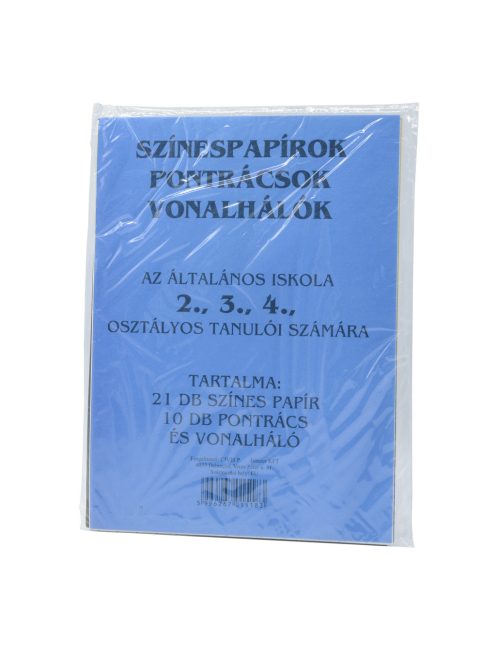 SZÍNESPAPÍROK
PONTRÁCSOK
VONALHÁLÓK
AZ ÁLTALÁNOS ISKOLA
2., 3., 4.,
OSZTÁLYOS TANULÓI SZÁMÁRA
TARTALMA:
21 DB SZÍNES PAPÍR
10 DB PONTRÁCS
ÉS VONALHÁLÓ